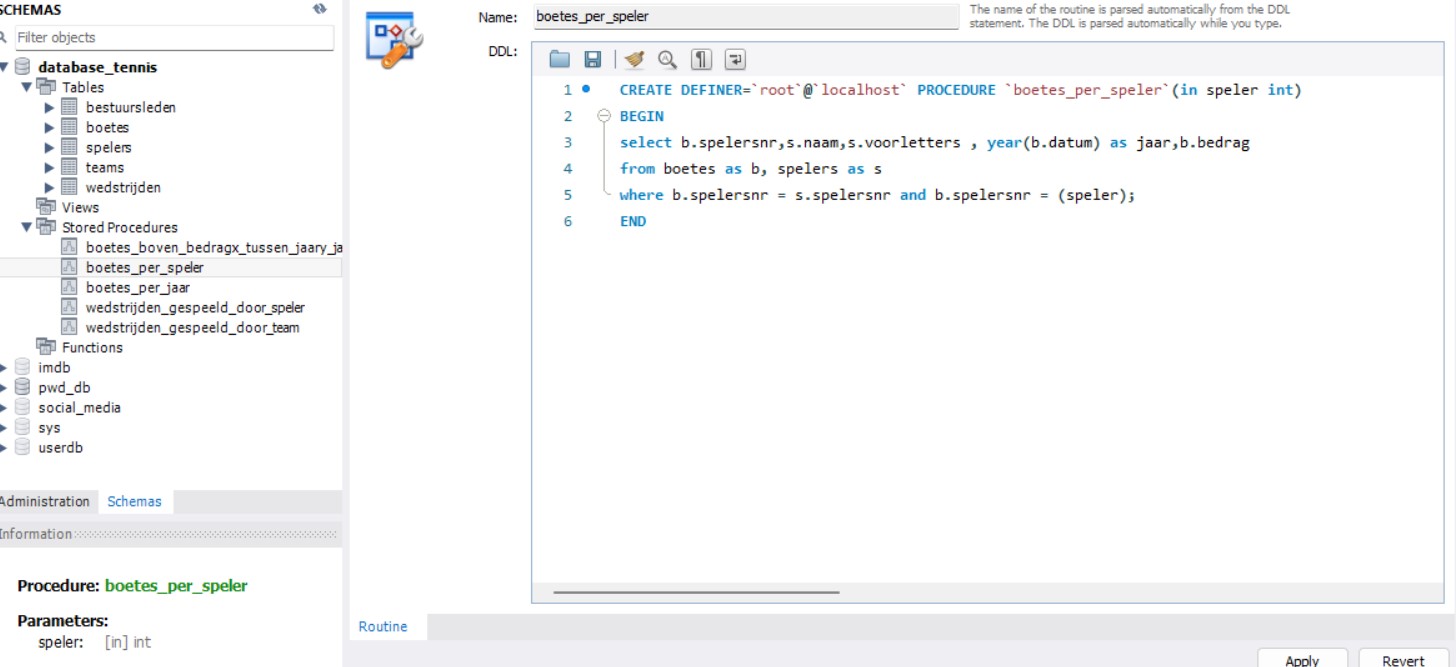 SCHEMAS
Filter objects
database_tennis
Tables
bestuursleden
boetes
spelers
teams
wedstrijden
Views
Stored Procedures
boetes_boven_bedragx_tussen_jaary_ja
boetes_per_speler
boetes_per_jaar
wedstrijden_gespeeld_door_speler
wedstrijden_gespeeld_door_team
Functions
imdb
pwd_db
social_media
sys
userdb
Administration Schemas
Information
Procedure: boetes_per_speler
Parameters:
speler: [in] int
Name: boetes_per_speler
The name of the routine is parsed automatically from the DDL
statement. The DDL is parsed automatically while you type.
DDL:
1 CREATE DEFINER=`root`@`localhost` PROCEDURE `boetes_per_speler`(in speler int)
2 BEGIN
3 select b.spelersnr,s.naam,s.voorletters , year(b.datum) as jaar,b.bedrag
4 from boetes as b, spelers as s
5 where b.spelersnr = s.spelersnr and b.spelersnr = (speler);
6 END
Routine
Apply Revert